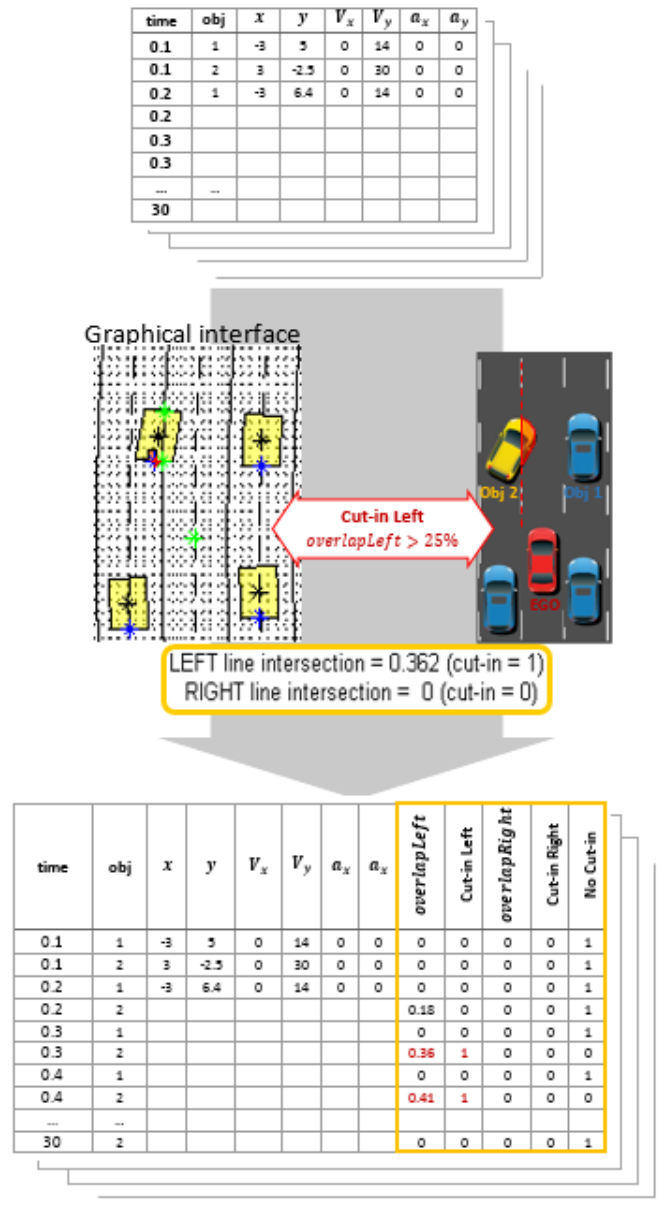 time obj x y Vx Vy ax ay
0.1 1 -3 5 0 14 0 0
0.1 2 3 -2.5 0 30 0 0
0.2 1 -3 6.4 0 14 0 0
0.2
0.3
0.3
... ...
30
Graphical interface
Obj 2 Obj 1
Cut-in Left
overlapLeft > 25%
EGO
LEFT line intersection = 0.362 (cut-in = 1)
RIGHT line intersection = 0 (cut-in = 0)
time obj x y Vx Vy ax ax overlapLeft Cut-in Left overlapRight Cut-in Right No Cut-in
0.1 1 -3 5 0 14 0 0 0 0 0 0 1
0.1 2 3 -2.5 0 30 0 0 0 0 0 0 1
0.2 1 -3 6.4 0 14 0 0 0 0 0 0 1
0.2 2 0.18 0 0 0 1
0.3 1 0 0 0 0 1
0.3 2 0.36 1 0 0 0
0.4 1 0 0 0 0 1
0.4 2 0.41 1 0 0 0
... ...
30 2 0 0 0 0 1